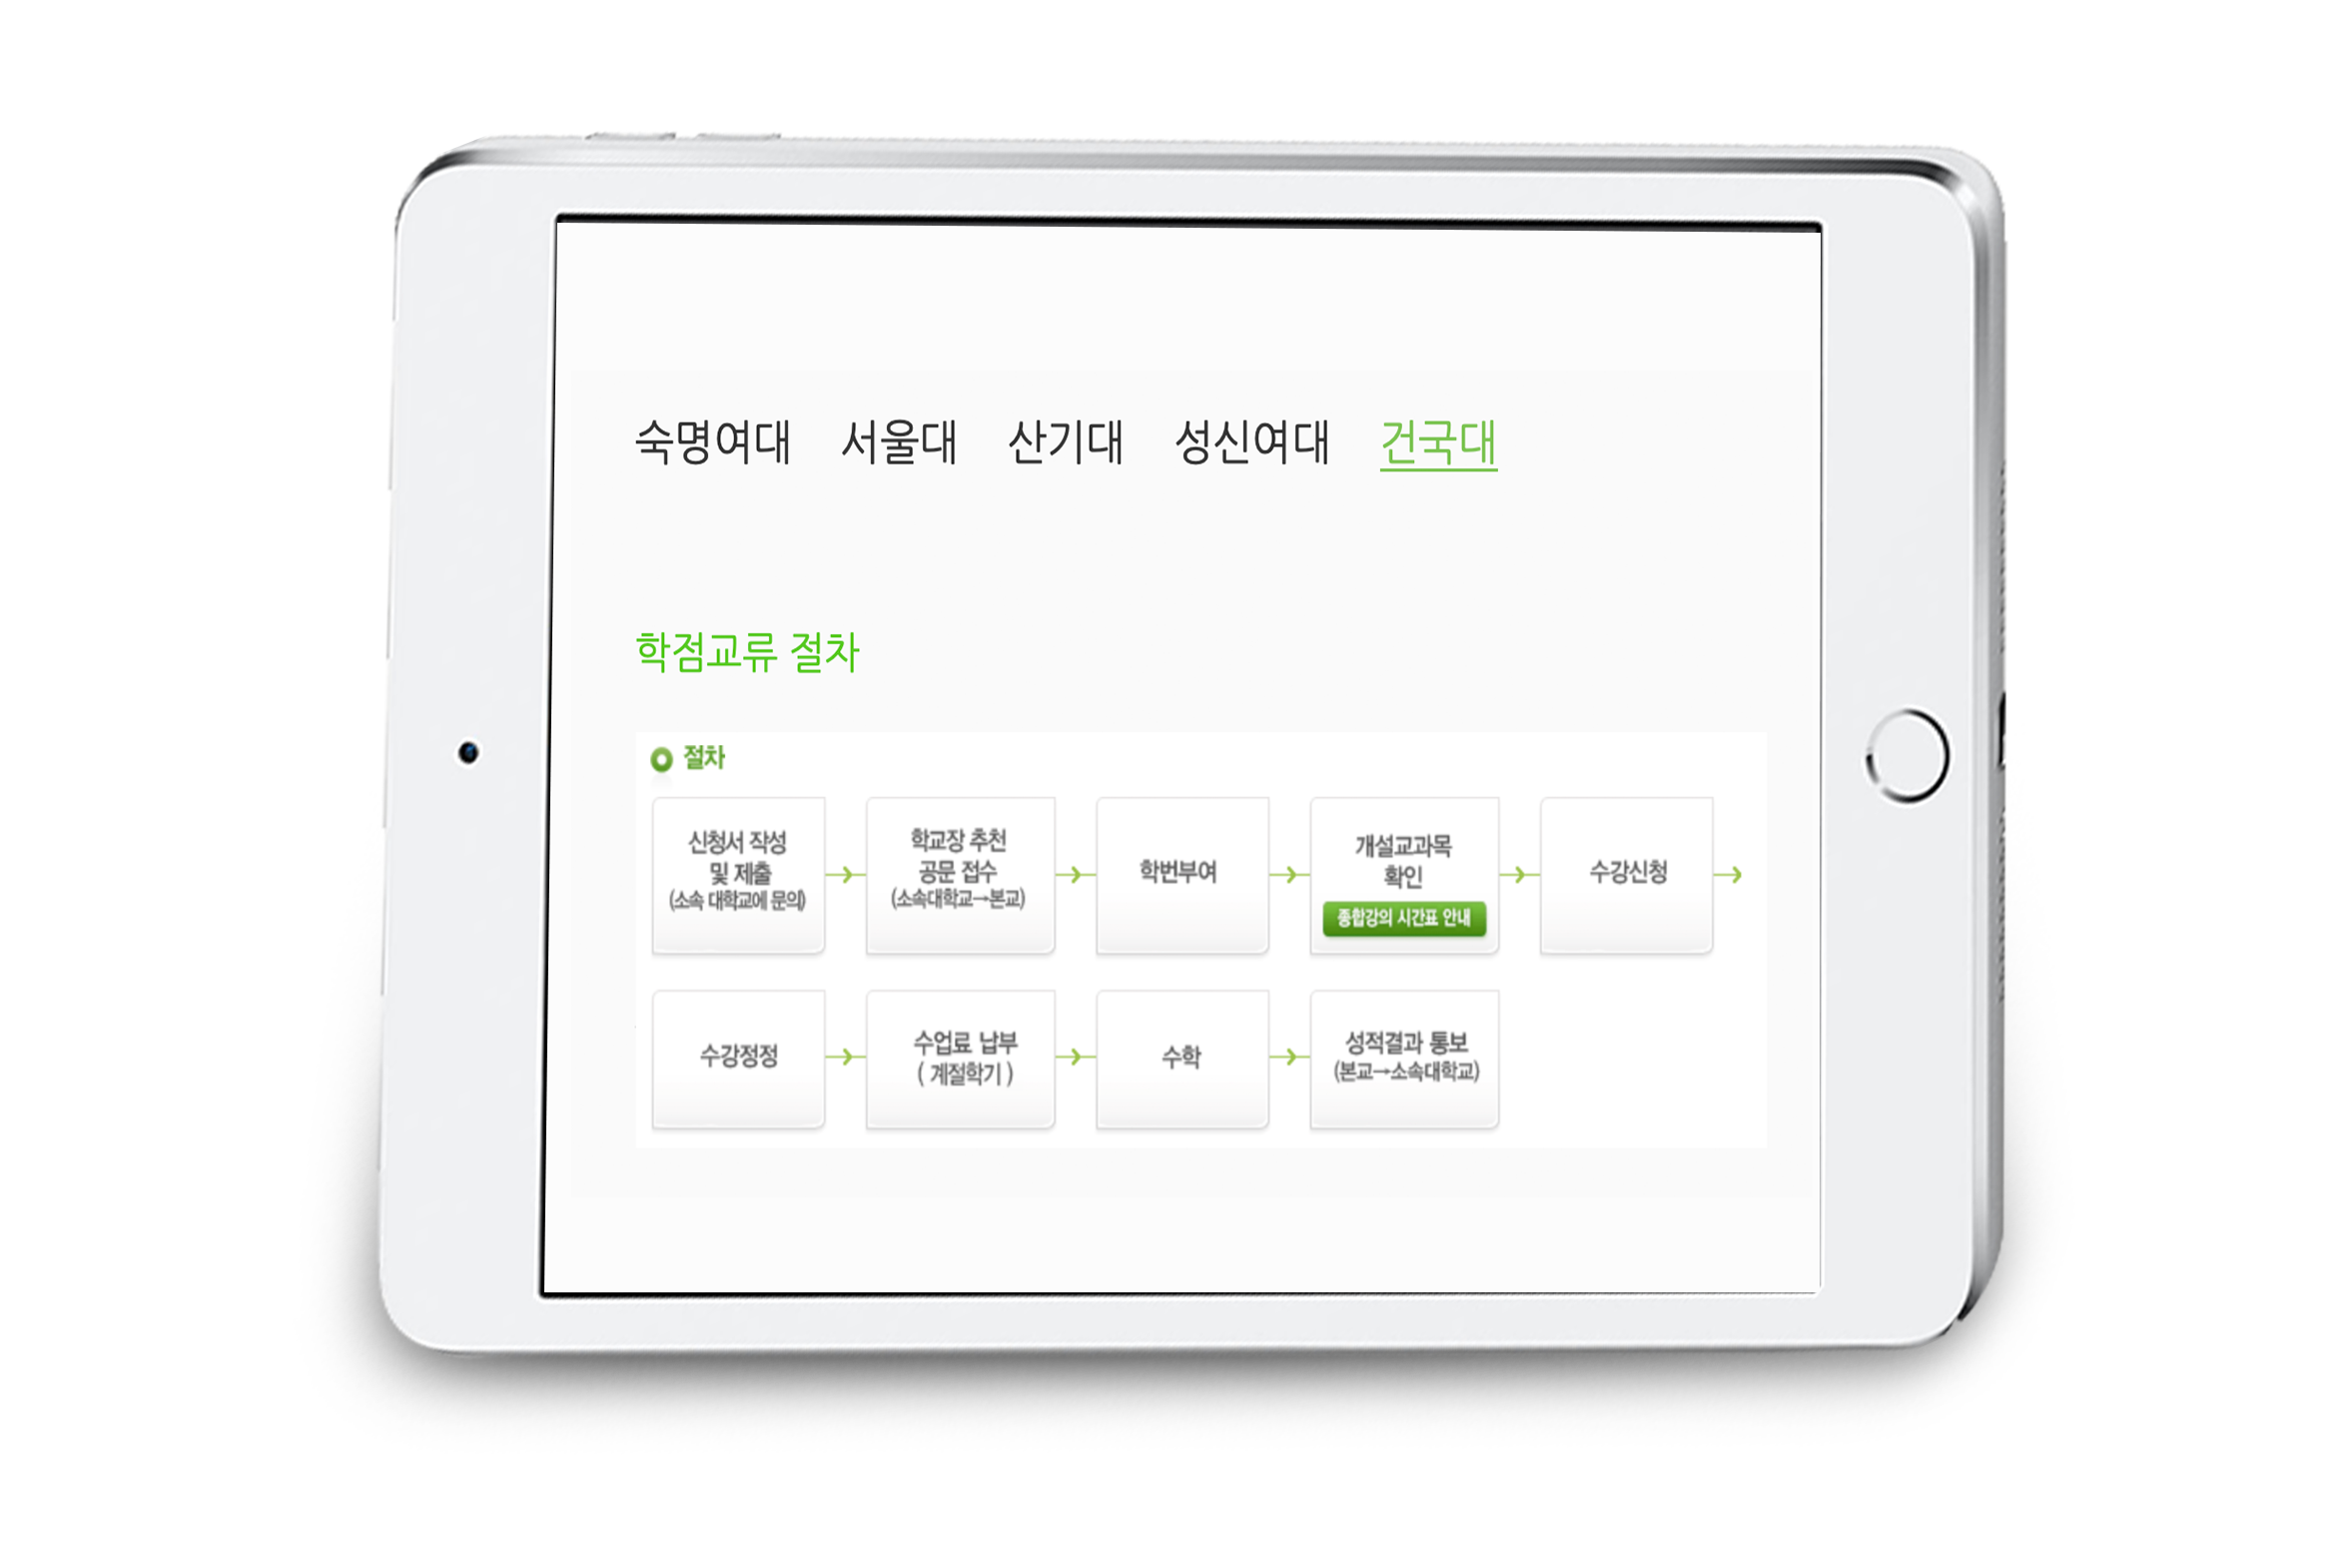 숙명여대 서울대 산기대 성신여대 건국대
학점교류 절차
절차
신청서 작성
및 제출
(소속 대학교에 문의)
학교장 추천
공문 접수
(소속대학교→본교)
학번부여
개설교과목
확인
종합강의 시간표 안내
수강신청
수강정정
수업료 납부
( 계절학기 )
수학
성적결과 통보
(본교→소속대학교)